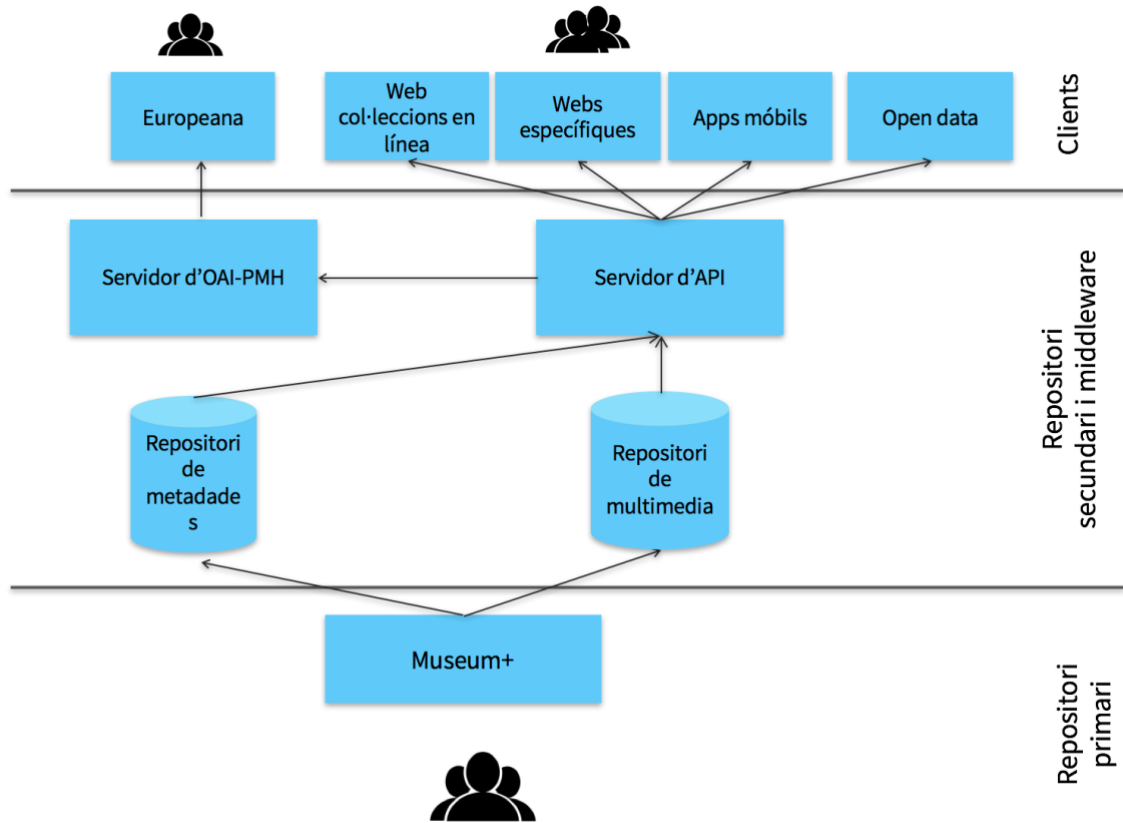 Europeana
Web
col·leccions en
línea
Webs
específiques
Apps móbils
Open data
Clients
Servidor d’OAI-PMH
Servidor d’API
Repositori
de
metadade
s
Repositori
de
multimedia
Repositori
secundari i middleware
Museum+
Repositori
primari